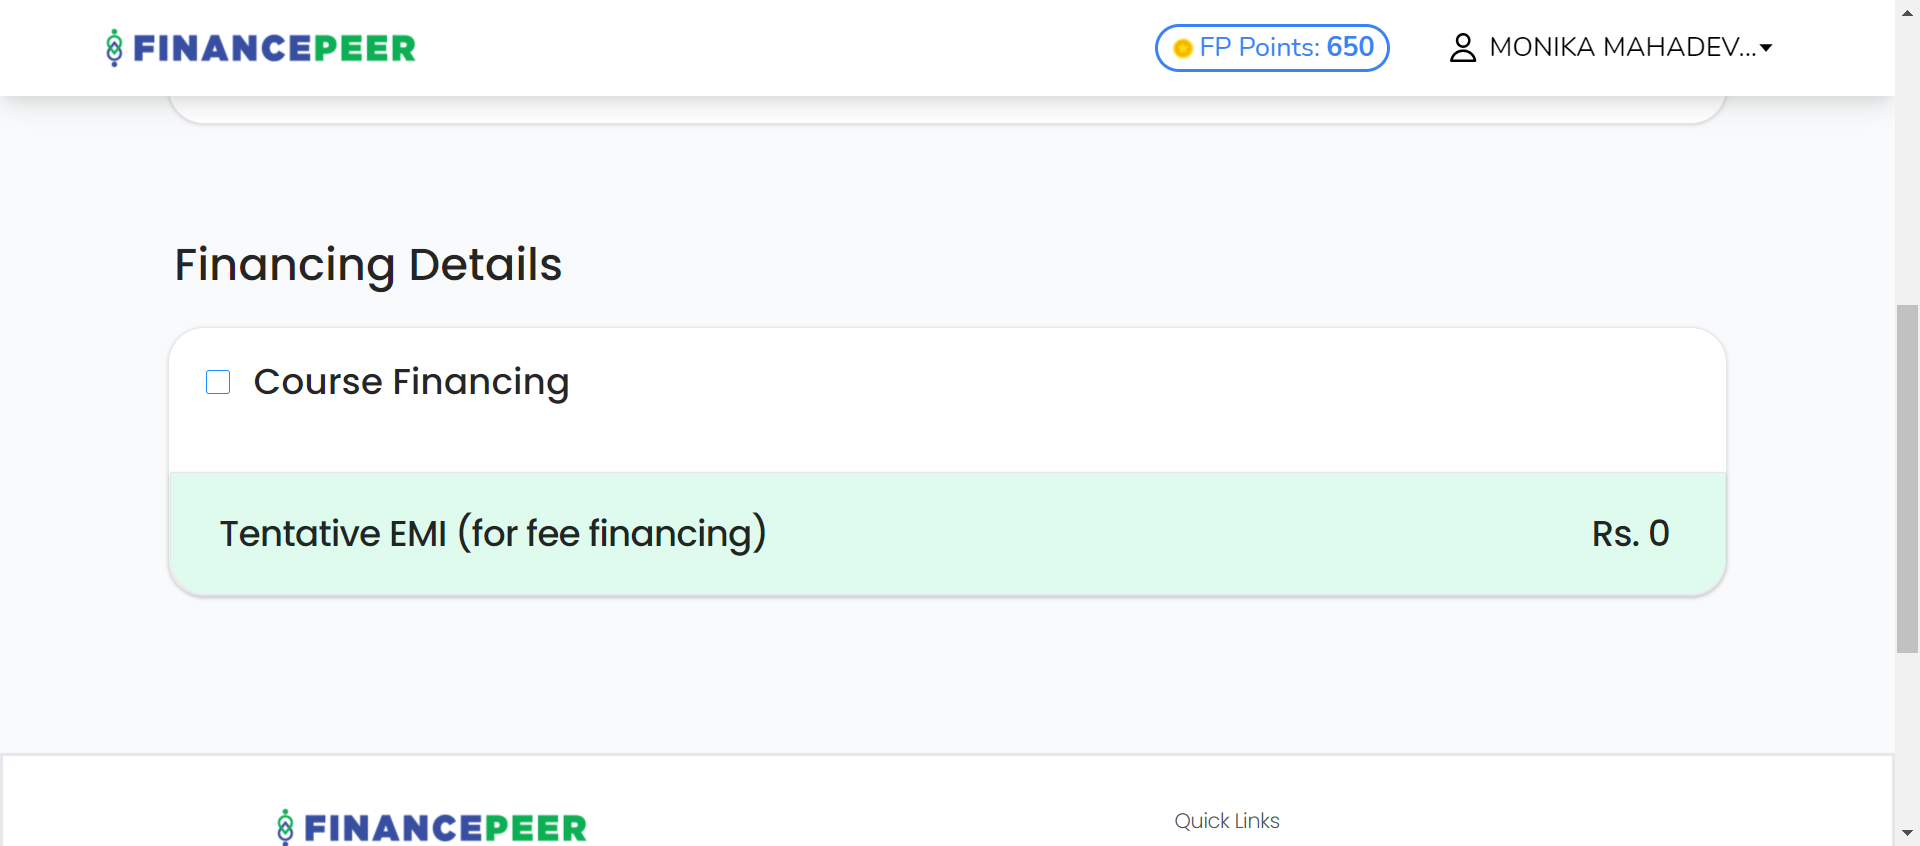 FINANCEPEER
FP Points: 650
MONIKA MAHADEV...
Financing Details
Course Financing
Tentative EMI (for fee financing)
Rs. 0
FINANCEPEER
Quick Links